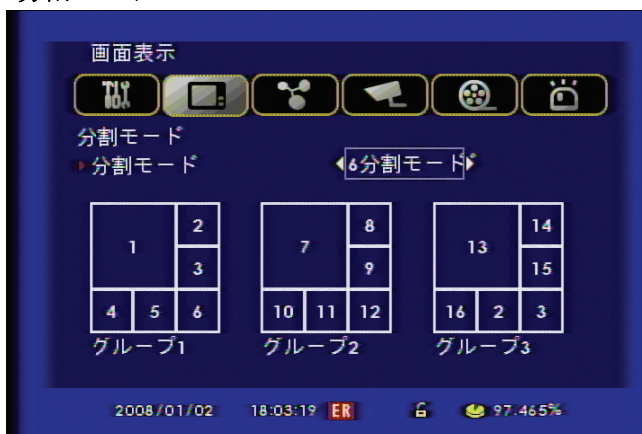 画面表示
分割モード
分割モード 6分割モード
1 2 3 4 5 6
7 8 9 10 11 12
13 14 15 16 2 3
グループ1 グループ2 グループ3
2008/01/02 18:03:19 ER 97.465%